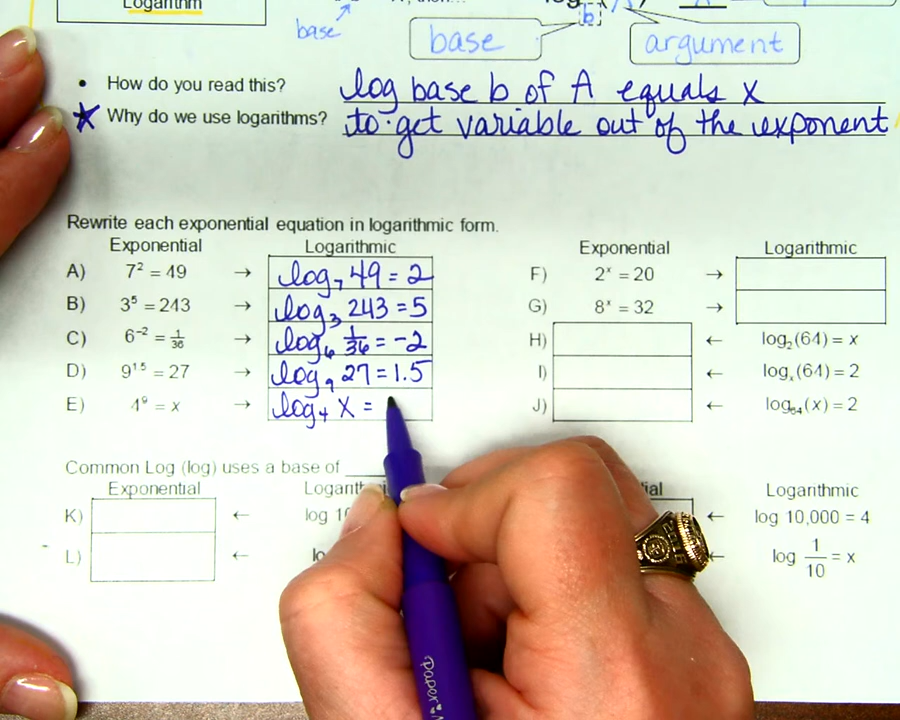 Logarithm
base
base
argument
b
• How do you read this? log base b of A equals x
★ Why do we use logarithms? to get variable out of the exponent
Rewrite each exponential equation in logarithmic form.
Exponential Logarithmic Exponential Logarithmic
A) 7² = 49 → log₇ 49 = 2 F) 2ˣ = 20 →
B) 3⁵ = 243 → log₃ 243 = 5 G) 8ˣ = 32 →
C) 6⁻² = 1/36 → log₆ 1/36 = -2 H) ← log₂(64) = x
D) 9¹·⁵ = 27 → log₉ 27 = 1.5 I) ← logₓ(64) = 2
E) 4⁹ = x → log₄ x = J) ← log₆₄(x) = 2
Common Log (log) uses a base of
Exponential Logarithmic
K) ← log 10,000 = 4
L) ← log 1/10 = x
Paper